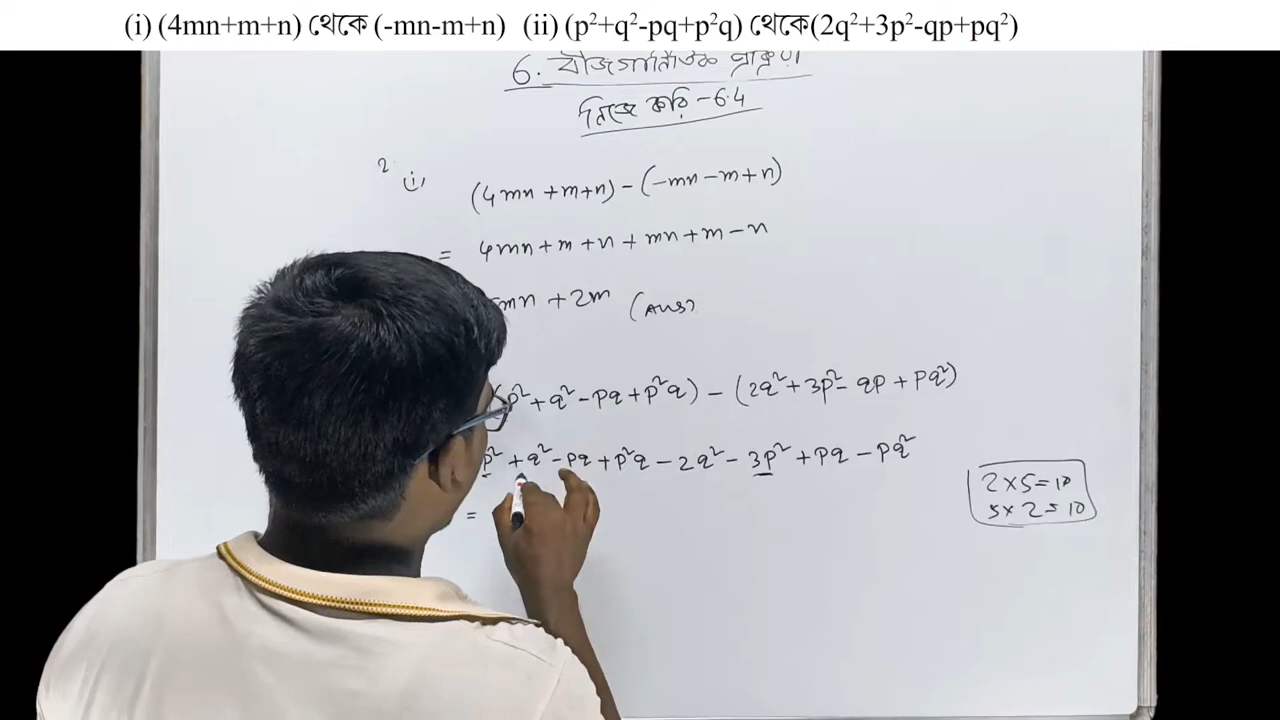 (i) (4mn+m+n) থেকে (-mn-m+n) (ii) (p²+q²-pq+p²q) থেকে(2q²+3p²-qp+pq²)
6. বীজগাণিতিক প্রক্রিয়া
নিজে করি - 6.4
2 (i) (4mn+m+n) - (-mn-m+n)
= 4mn+m+n+mn+m-n
mn + 2m (Ans)
p²+q²-pq+p²q) - (2q²+3p²-qp+pq²)
p²+q²-pq+p²q-2q²-3p²+pq-pq²
=
2×5=10
5×2=10